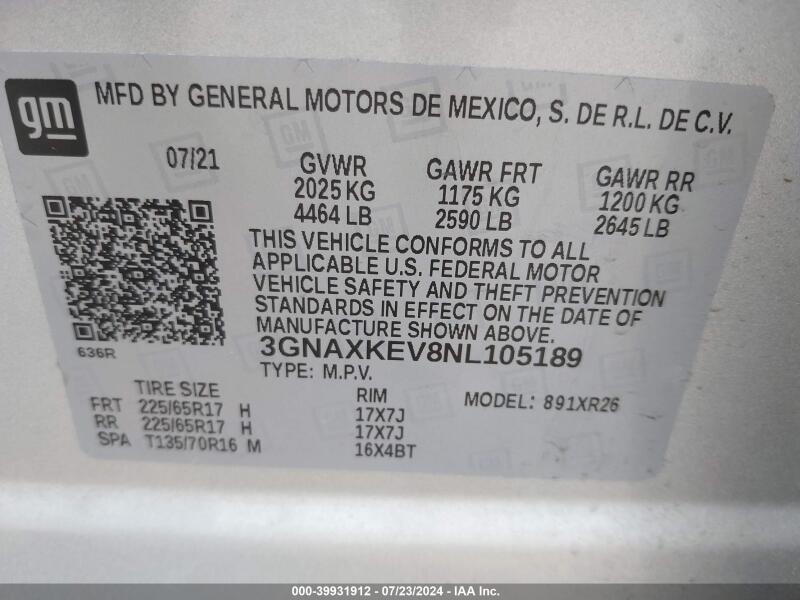 gm
MFD BY GENERAL MOTORS DE MEXICO, S. DE R.L. DE C.V.
07/21 GVWR GAWR FRT GAWR RR
2025 KG 1175 KG 1200 KG
4464 LB 2590 LB 2645 LB
THIS VEHICLE CONFORMS TO ALL
APPLICABLE U.S. FEDERAL MOTOR
VEHICLE SAFETY AND THEFT PREVENTION
STANDARDS IN EFFECT ON THE DATE OF
MANUFACTURE SHOWN ABOVE.
636R
3GNAXKEV8NL105189
TYPE: M.P.V.
TIRE SIZE RIM MODEL: 891XR26
FRT 225/65R17 H 17X7J
RR 225/65R17 H 17X7J
SPA T135/70R16 M 16X4BT
000-39931912 - 07/23/2024 - IAA Inc.